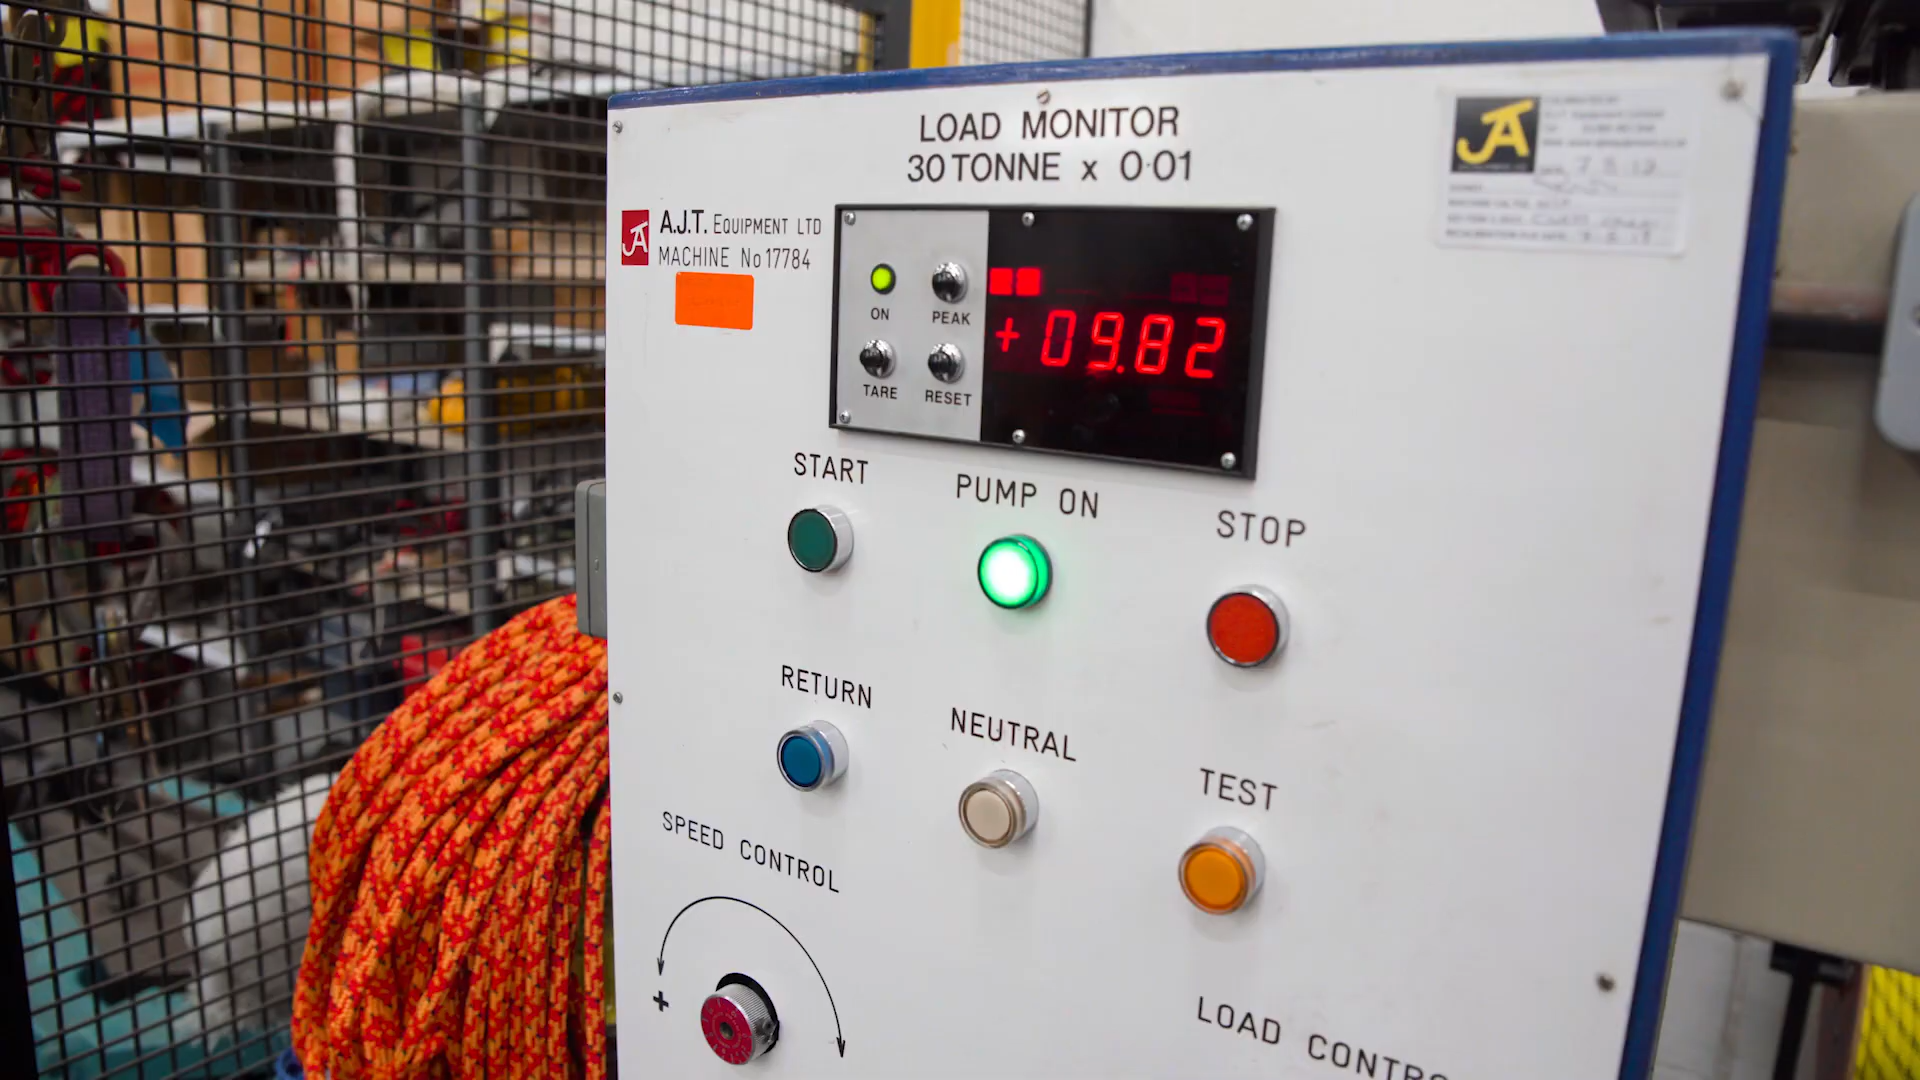 LOAD MONITOR
30 TONNE x 0·01
A.J.T. EQUIPMENT LTD
MACHINE No 17784
ON
PEAK
TARE
RESET
+09.82
START
PUMP ON
STOP
RETURN
NEUTRAL
TEST
SPEED CONTROL
+
LOAD CONTRO
JA